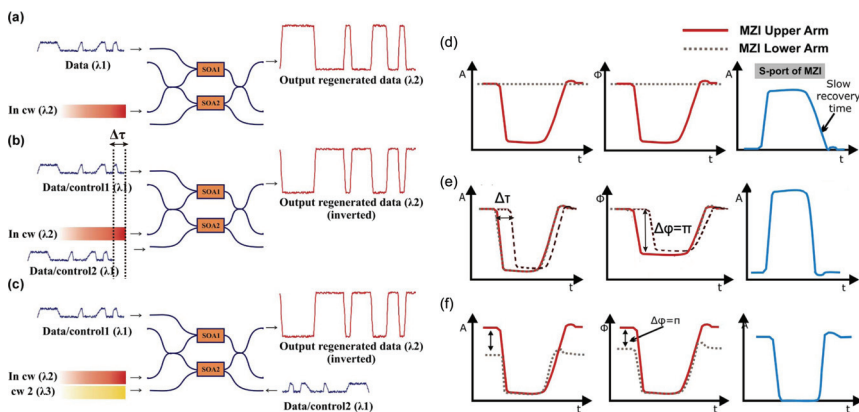 (a)
Data (λ1)
SOA1
SOA2
In cw (λ2)
Output regenerated data (λ2)
(b)
Δτ
Data/control1 (λ1)
SOA1
SOA2
In cw (λ2)
Data/control2 (λ1)
Output regenerated data (λ2)
(inverted)
(c)
Data/control1 (λ1)
SOA1
SOA2
In cw (λ2)
cw 2 (λ3)
Output regenerated data (λ2)
(inverted)
Data/control2 (λ1)
MZI Upper Arm
MZI Lower Arm
(d)
A
t
Φ
t
S-port of MZI
A
Slow
recovery
time
t
(e)
A
Δτ
t
Φ
Δφ=π
t
A
t
(f)
A
t
Φ
Δφ=π
t
A
t